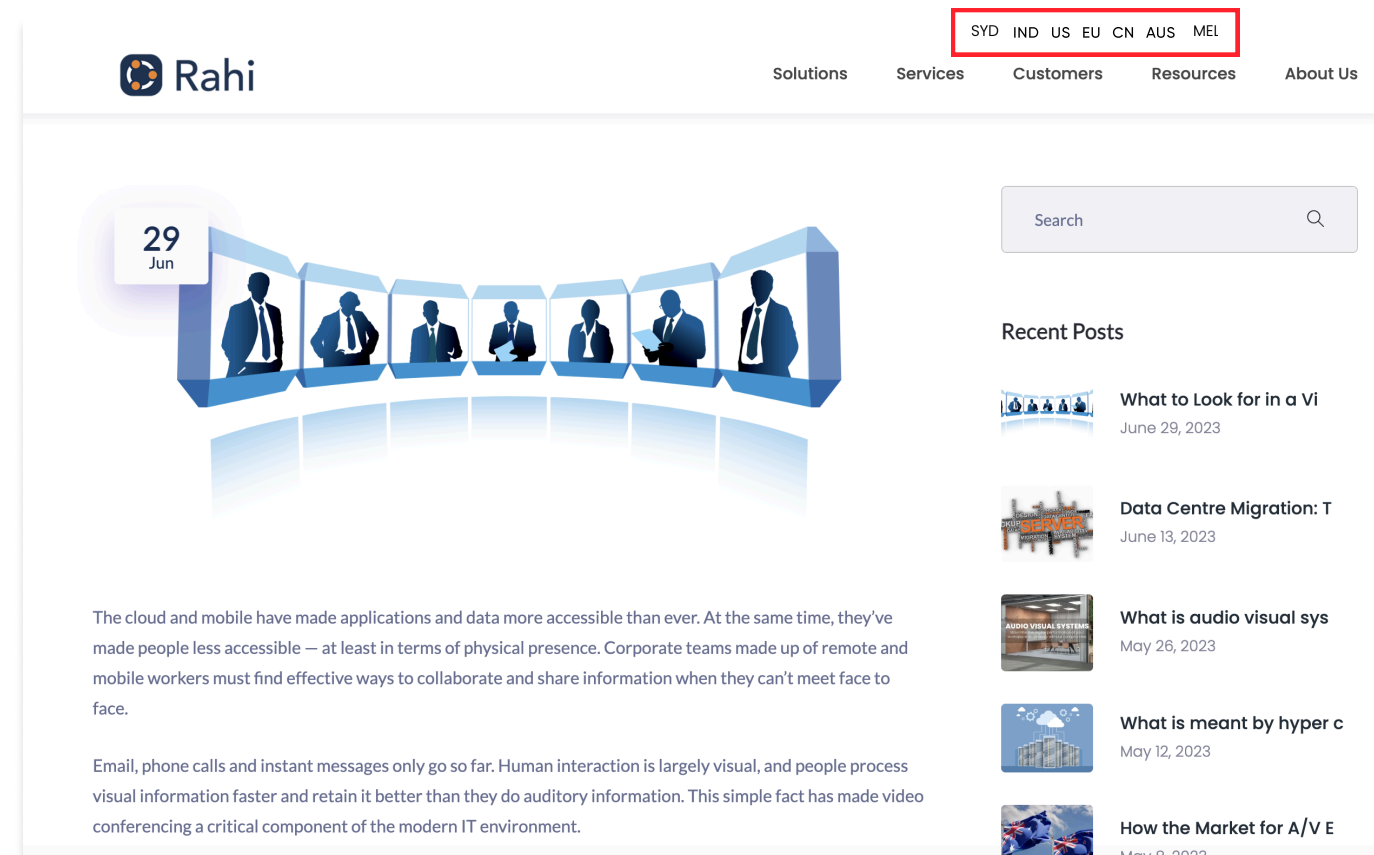 SYD IND US EU CN AUS MEL
Rahi
Solutions Services Customers Resources About Us
29
Jun
The cloud and mobile have made applications and data more accessible than ever. At the same time, they’ve
made people less accessible — at least in terms of physical presence. Corporate teams made up of remote and
mobile workers must find effective ways to collaborate and share information when they can’t meet face to
face.
Email, phone calls and instant messages only go so far. Human interaction is largely visual, and people process
visual information faster and retain it better than they do auditory information. This simple fact has made video
conferencing a critical component of the modern IT environment.
Search
Recent Posts
What to Look for in a Vi
June 29, 2023
SERVER
Data Centre Migration: T
June 13, 2023
AUDIO VISUAL SYSTEMS
What is audio visual sys
May 26, 2023
What is meant by hyper c
May 12, 2023
How the Market for A/V E
May 8, 2023